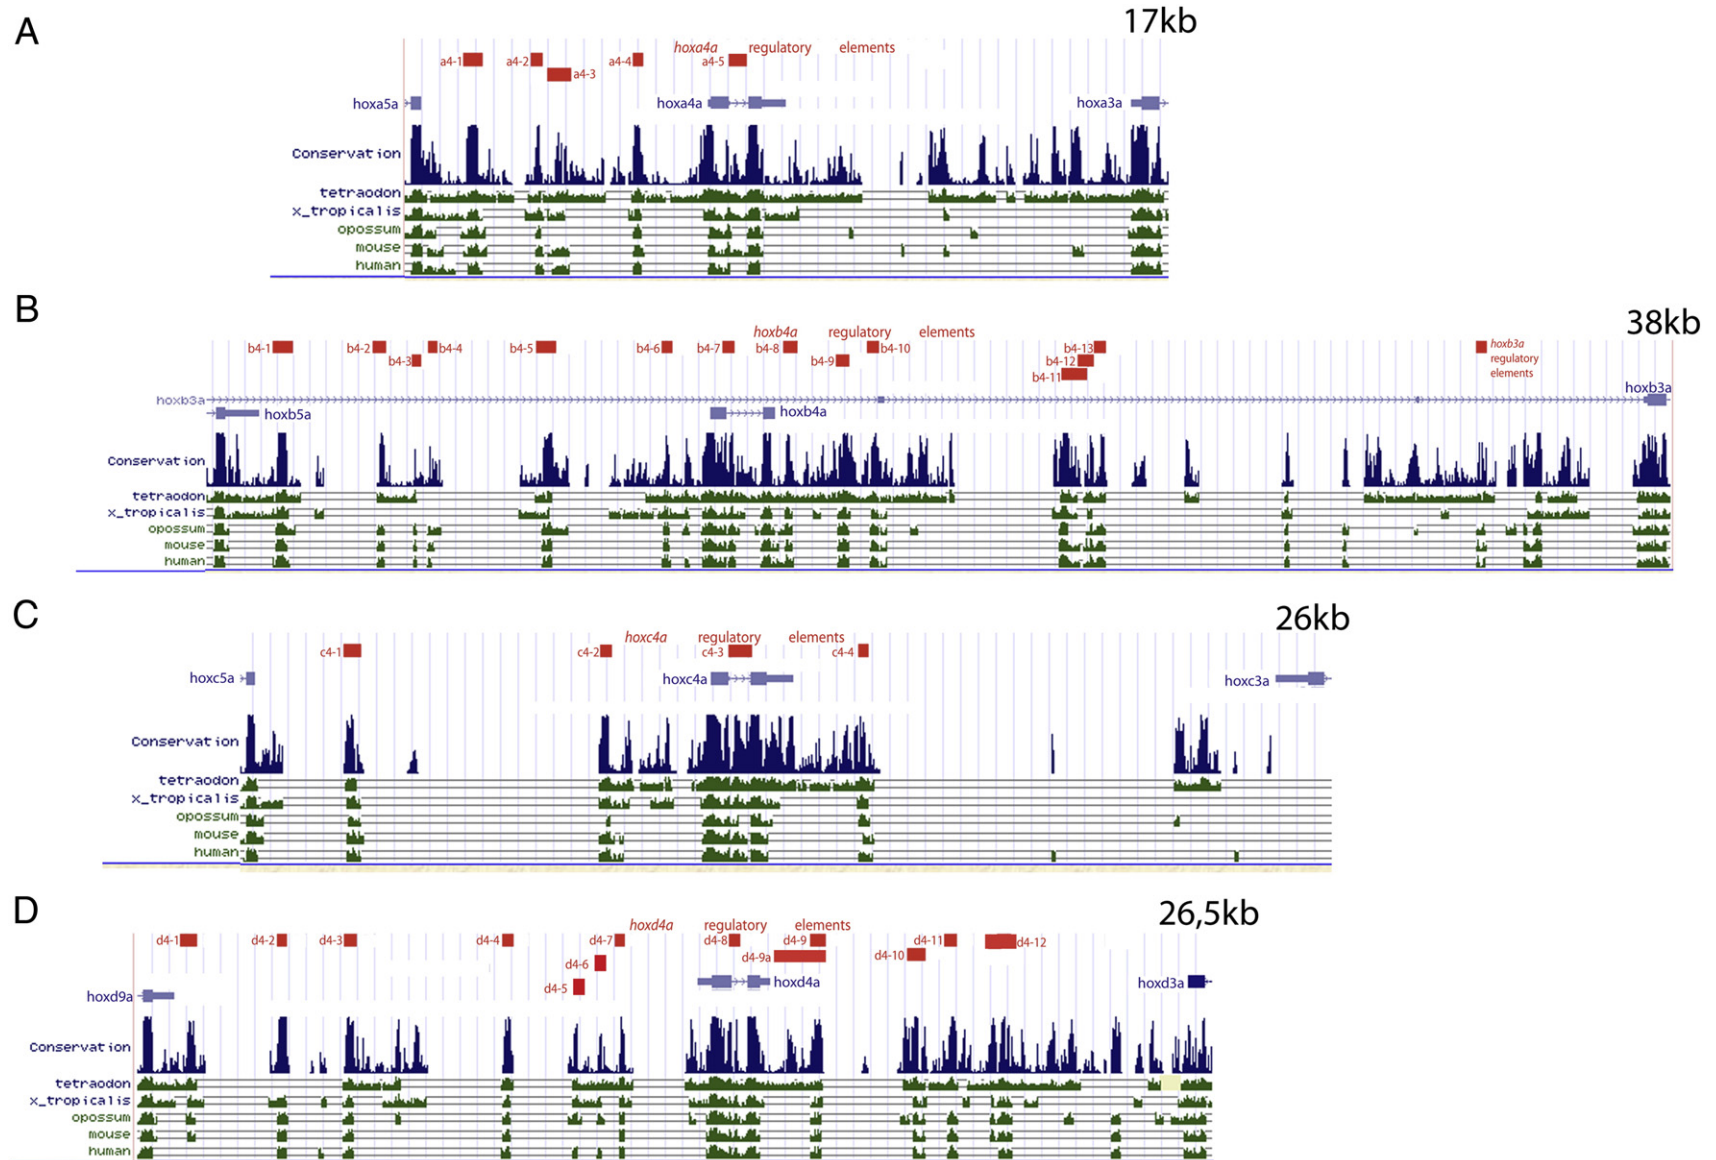 A
17kb
hoxa4a regulatory elements
a4-1 a4-2 a4-4 a4-5
a4-3
hoxa5a hoxa4a hoxa3a
Conservation
tetraodon
x_tropicalis
opossum
mouse
human
B
38kb
hoxb4a regulatory elements
b4-1 b4-2 b4-4 b4-5 b4-6 b4-7 b4-8 b4-10 b4-13 hoxb3a
b4-3 b4-9 b4-12 regulatory
b4-11 elements
hoxb3a hoxb3a
hoxb5a hoxb4a
Conservation
tetraodon
x_tropicalis
opossum
mouse
human
C
26kb
hoxc4a regulatory elements
c4-1 c4-2 c4-3 c4-4
hoxc5a hoxc4a hoxc3a
Conservation
tetraodon
x_tropicalis
opossum
mouse
human
D
26,5kb
hoxd4a regulatory elements
d4-1 d4-2 d4-3 d4-4 d4-7 d4-8 d4-9 d4-11 d4-12
d4-6 d4-9a d4-10
d4-5
hoxd9a hoxd4a hoxd3a
Conservation
tetraodon
x_tropicalis
opossum
mouse
human